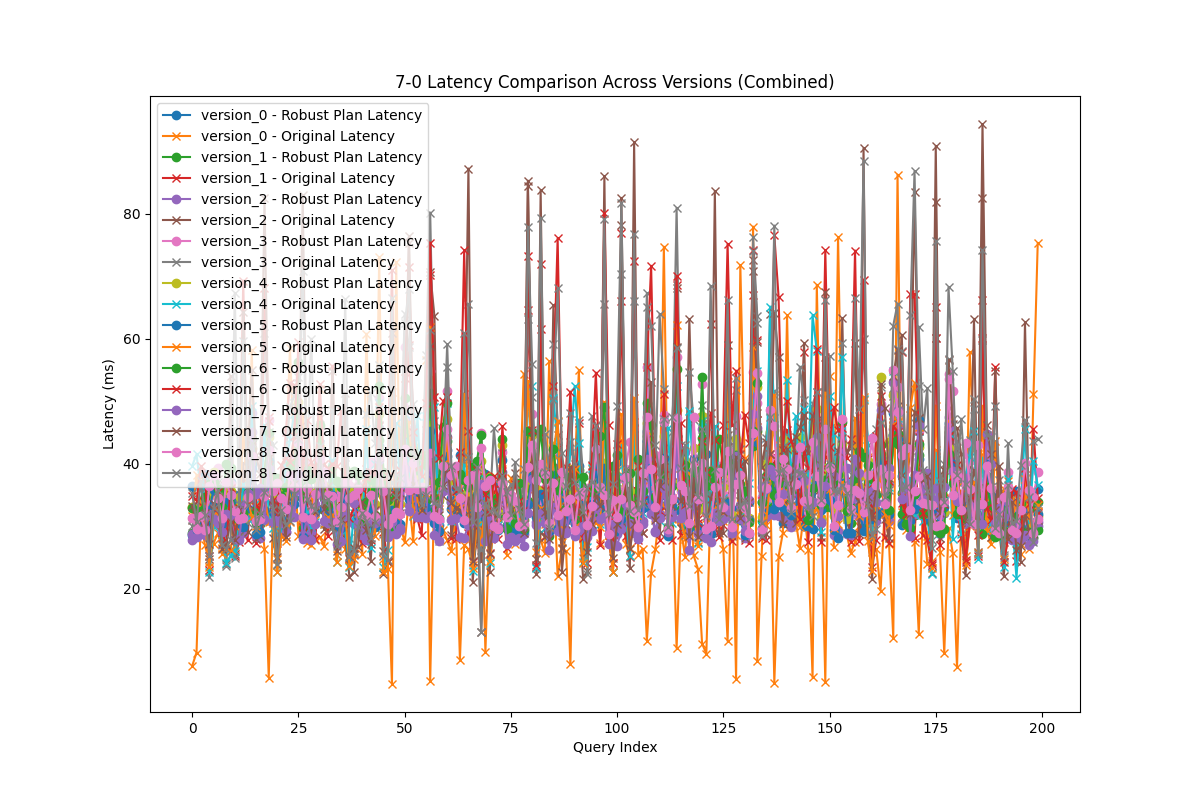 7-0 Latency Comparison Across Versions (Combined)
version_0 - Robust Plan Latency
version_0 - Original Latency
version_1 - Robust Plan Latency
version_1 - Original Latency
version_2 - Robust Plan Latency
version_2 - Original Latency
version_3 - Robust Plan Latency
version_3 - Original Latency
version_4 - Robust Plan Latency
version_4 - Original Latency
version_5 - Robust Plan Latency
version_5 - Original Latency
version_6 - Robust Plan Latency
version_6 - Original Latency
version_7 - Robust Plan Latency
version_7 - Original Latency
version_8 - Robust Plan Latency
version_8 - Original Latency
Latency (ms)
80
60
40
20
0 25 50 75 100 125 150 175 200
Query Index